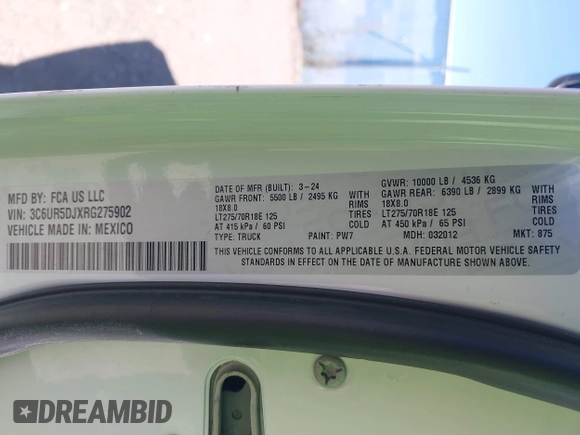 MFD BY: FCA US LLC
VIN: 3C6UR5DJXRG275902
VEHICLE MADE IN: MEXICO
DATE OF MFR (BUILT): 3-24
GAWR FRONT: 5500 LB / 2495 KG WITH
18X8.0 RIMS
LT275/70R18E 125 TIRES
AT 415 kPa / 60 PSI COLD
TYPE: TRUCK PAINT: PW7
GVWR: 10000 LB / 4536 KG
GAWR REAR: 6390 LB / 2899 KG WITH
18X8.0 RIMS
LT275/70R18E 125 TIRES
AT 450 kPa / 65 PSI COLD
MDH: 032012 MKT: 875
THIS VEHICLE CONFORMS TO ALL APPLICABLE U.S.A. FEDERAL MOTOR VEHICLE SAFETY
STANDARDS IN EFFECT ON THE DATE OF MANUFACTURE SHOWN ABOVE.
DREAMBID